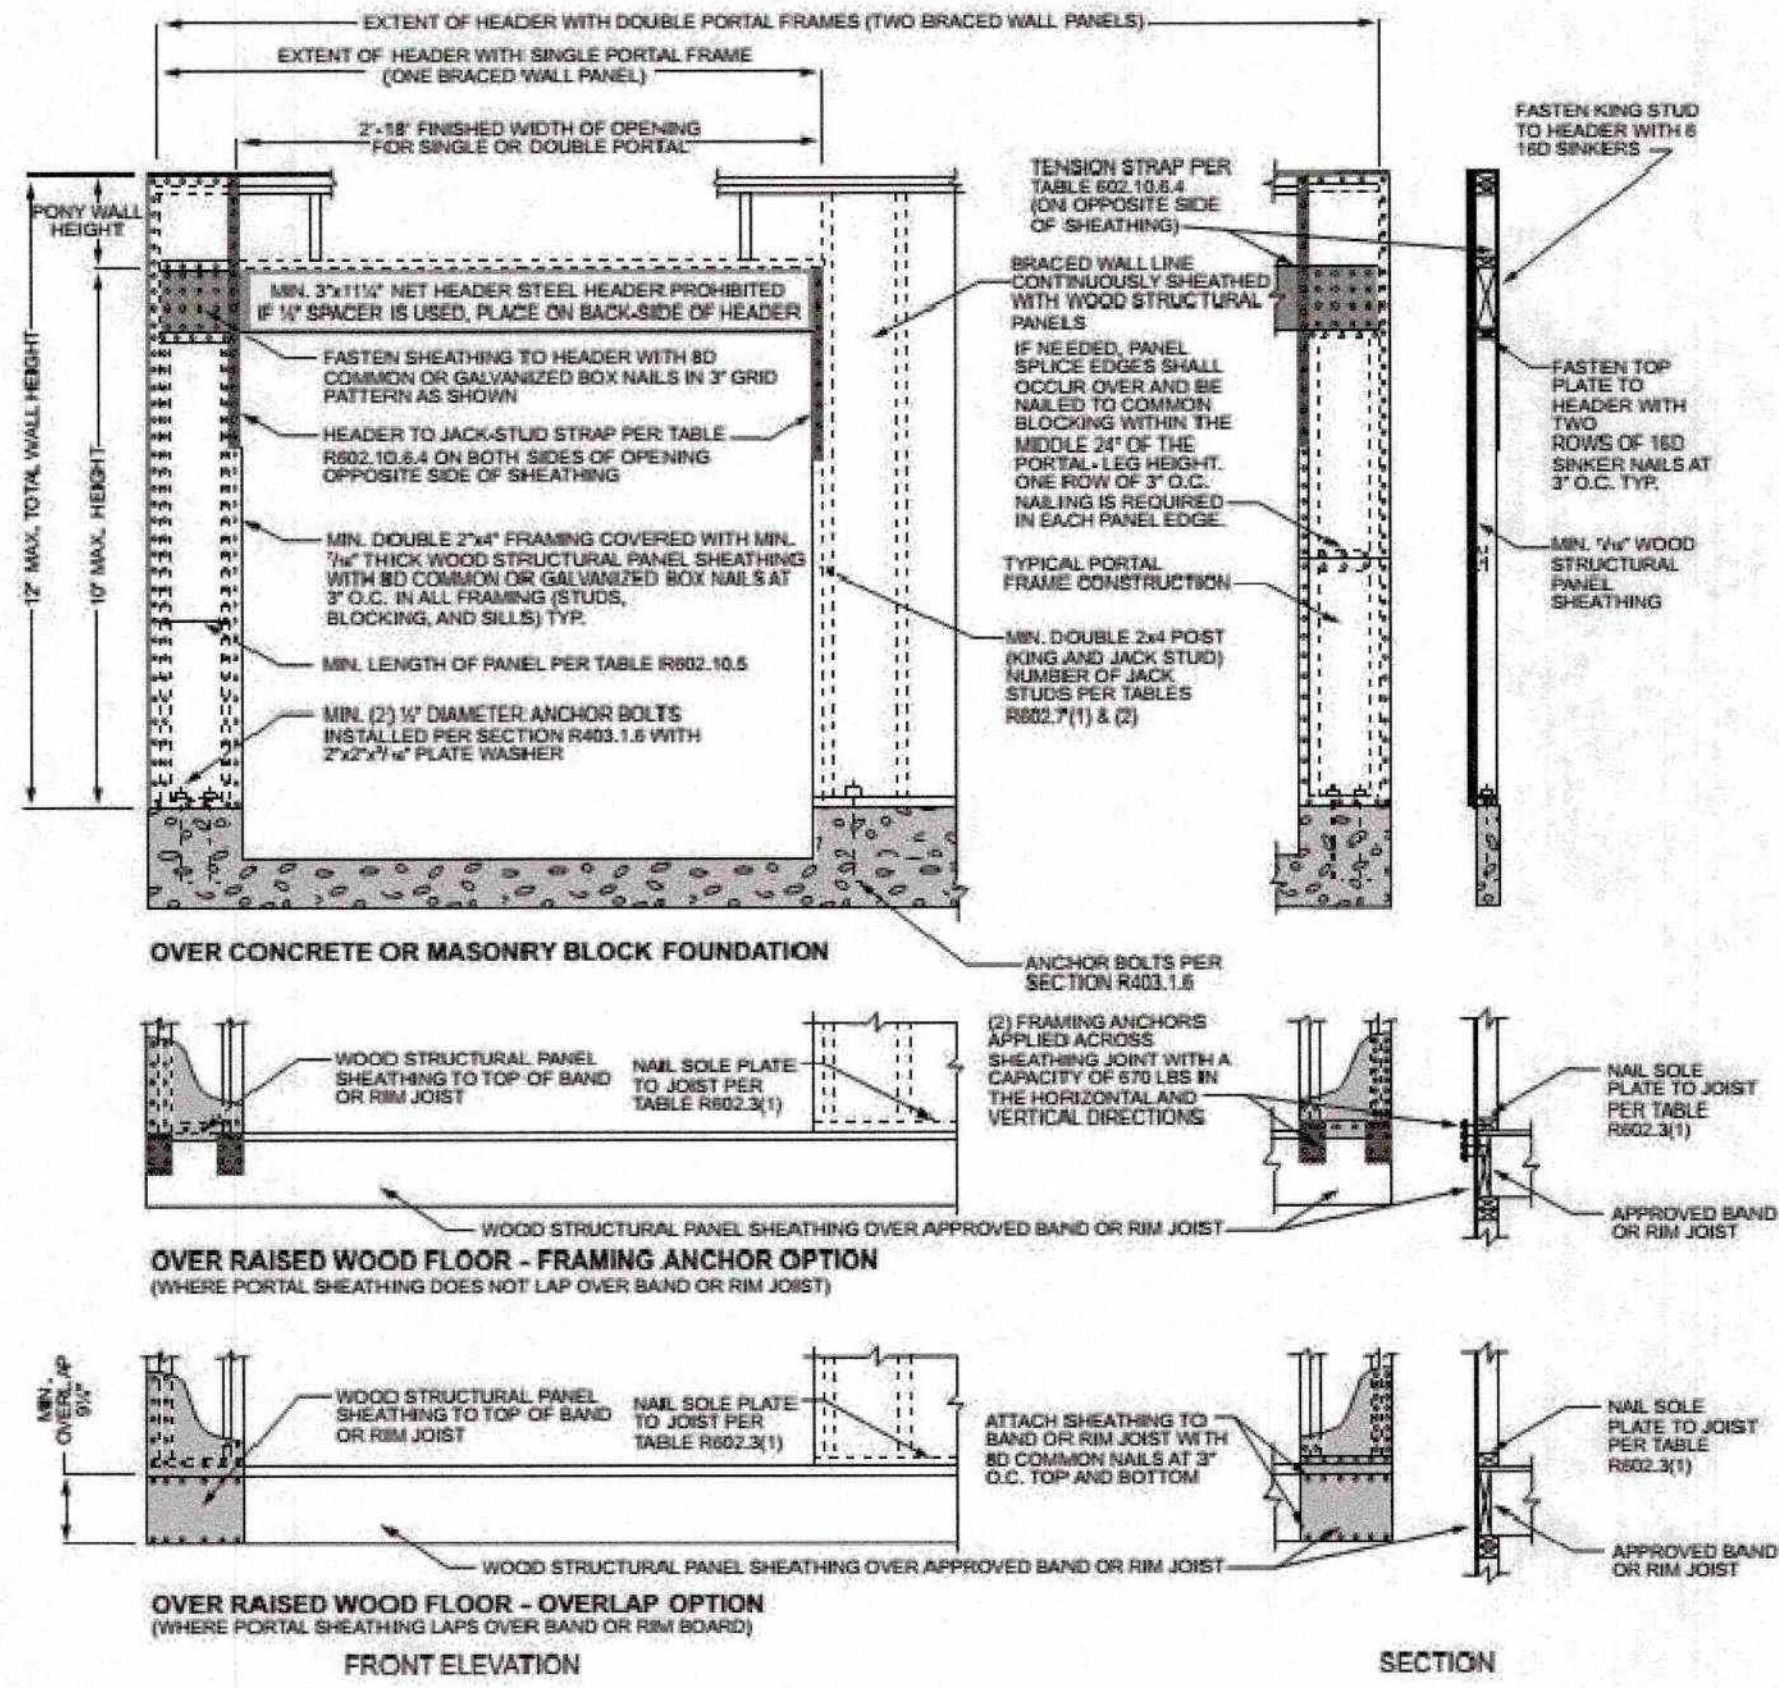 EXTENT OF HEADER WITH DOUBLE PORTAL FRAMES (TWO BRACED WALL PANELS)
EXTENT OF HEADER WITH SINGLE PORTAL FRAME
(ONE BRACED WALL PANEL)
2'-18' FINISHED WIDTH OF OPENING
FOR SINGLE OR DOUBLE PORTAL
FASTEN KING STUD
TO HEADER WITH 6
16D SINKERS
TENSION STRAP PER
TABLE 602.10.6.4
(ON OPPOSITE SIDE
OF SHEATHING)
PONY WALL
HEIGHT
12' MAX. TOTAL WALL HEIGHT
10' MAX. HEIGHT
MIN. 3"x11¼" NET HEADER STEEL HEADER PROHIBITED
IF ½" SPACER IS USED, PLACE ON BACK-SIDE OF HEADER
BRACED WALL LINE
CONTINUOUSLY SHEATHED
WITH WOOD STRUCTURAL
PANELS
FASTEN SHEATHING TO HEADER WITH 8D
COMMON OR GALVANIZED BOX NAILS IN 3" GRID
PATTERN AS SHOWN
HEADER TO JACK-STUD STRAP PER TABLE
R602.10.6.4 ON BOTH SIDES OF OPENING
OPPOSITE SIDE OF SHEATHING
IF NEEDED, PANEL
SPLICE EDGES SHALL
OCCUR OVER AND BE
NAILED TO COMMON
BLOCKING WITHIN THE
MIDDLE 24" OF THE
PORTAL-LEG HEIGHT.
ONE ROW OF 3" O.C.
NAILING IS REQUIRED
IN EACH PANEL EDGE.
FASTEN TOP
PLATE TO
HEADER WITH
TWO
ROWS OF 16D
SINKER NAILS AT
3" O.C. TYP.
MIN. DOUBLE 2"x4" FRAMING COVERED WITH MIN.
7/16" THICK WOOD STRUCTURAL PANEL SHEATHING
WITH 8D COMMON OR GALVANIZED BOX NAILS AT
3" O.C. IN ALL FRAMING (STUDS,
BLOCKING, AND SILLS) TYP.
TYPICAL PORTAL
FRAME CONSTRUCTION
MIN. 7/16" WOOD
STRUCTURAL
PANEL
SHEATHING
MIN. LENGTH OF PANEL PER TABLE R602.10.5
MIN. DOUBLE 2x4 POST
(KING AND JACK STUD)
NUMBER OF JACK
STUDS PER TABLES
R602.7(1) & (2)
MIN. (2) ½" DIAMETER ANCHOR BOLTS
INSTALLED PER SECTION R403.1.6 WITH
2"x2"x3/16" PLATE WASHER
OVER CONCRETE OR MASONRY BLOCK FOUNDATION
ANCHOR BOLTS PER
SECTION R403.1.6
WOOD STRUCTURAL PANEL
SHEATHING TO TOP OF BAND
OR RIM JOIST
NAIL SOLE PLATE
TO JOIST PER
TABLE R602.3(1)
(2) FRAMING ANCHORS
APPLIED ACROSS
SHEATHING JOINT WITH A
CAPACITY OF 670 LBS IN
THE HORIZONTAL AND
VERTICAL DIRECTIONS
NAIL SOLE
PLATE TO JOIST
PER TABLE
R602.3(1)
WOOD STRUCTURAL PANEL SHEATHING OVER APPROVED BAND OR RIM JOIST
APPROVED BAND
OR RIM JOIST
OVER RAISED WOOD FLOOR - FRAMING ANCHOR OPTION
(WHERE PORTAL SHEATHING DOES NOT LAP OVER BAND OR RIM JOIST)
MIN.
OVERLAP
9¼"
WOOD STRUCTURAL PANEL
SHEATHING TO TOP OF BAND
OR RIM JOIST
NAIL SOLE PLATE
TO JOIST PER
TABLE R602.3(1)
ATTACH SHEATHING TO
BAND OR RIM JOIST WITH
8D COMMON NAILS AT 3"
O.C. TOP AND BOTTOM
NAIL SOLE
PLATE TO JOIST
PER TABLE
R602.3(1)
WOOD STRUCTURAL PANEL SHEATHING OVER APPROVED BAND OR RIM JOIST
APPROVED BAND
OR RIM JOIST
OVER RAISED WOOD FLOOR - OVERLAP OPTION
(WHERE PORTAL SHEATHING LAPS OVER BAND OR RIM BOARD)
FRONT ELEVATION
SECTION